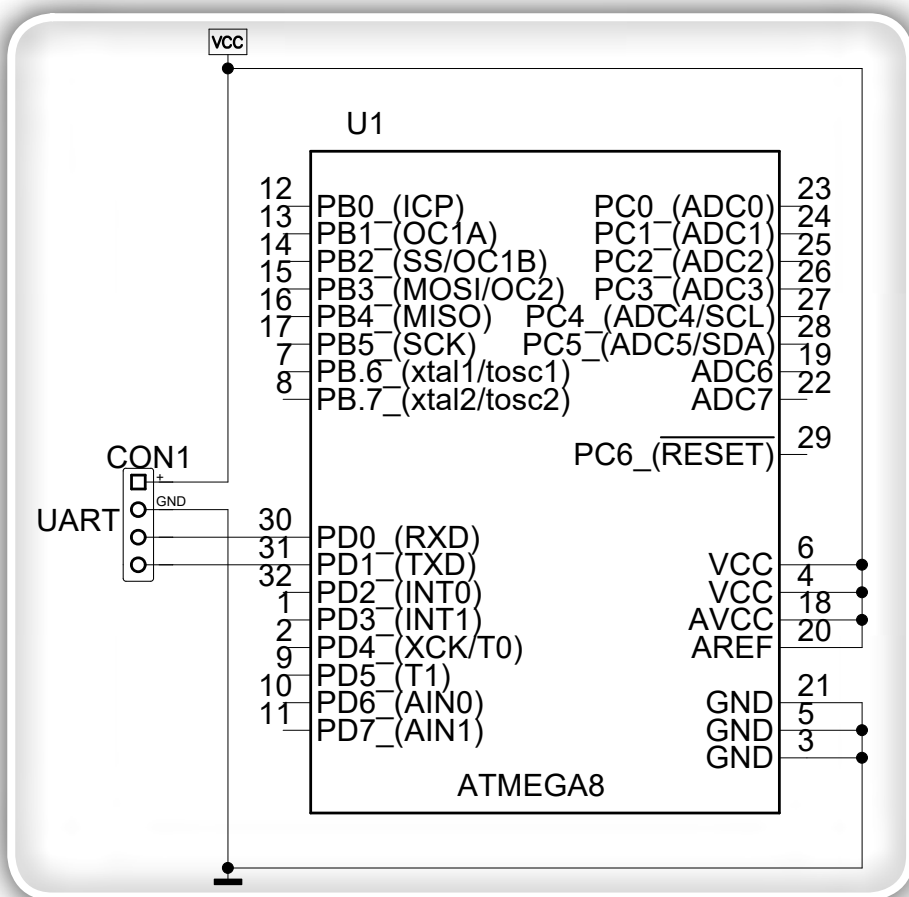 VCC
U1
12 PB0_(ICP) PC0_(ADC0) 23
13 PB1_(OC1A) PC1_(ADC1) 24
14 PB2_(SS/OC1B) PC2_(ADC2) 25
15 PB3_(MOSI/OC2) PC3_(ADC3) 26
16 PB4_(MISO) PC4_(ADC4/SCL) 27
17 PB5_(SCK) PC5_(ADC5/SDA) 28
7 PB.6_(xtal1/tosc1) ADC6 19
8 PB.7_(xtal2/tosc2) ADC7 22
PC6_(RESET) 29
CON1
+
GND
UART
30 PD0_(RXD)
31 PD1_(TXD) VCC 6
32 PD2_(INT0) VCC 4
1 PD3_(INT1) AVCC 18
2 PD4_(XCK/T0) AREF 20
9 PD5_(T1)
10 PD6_(AIN0) GND 21
11 PD7_(AIN1) GND 5
GND 3
ATMEGA8